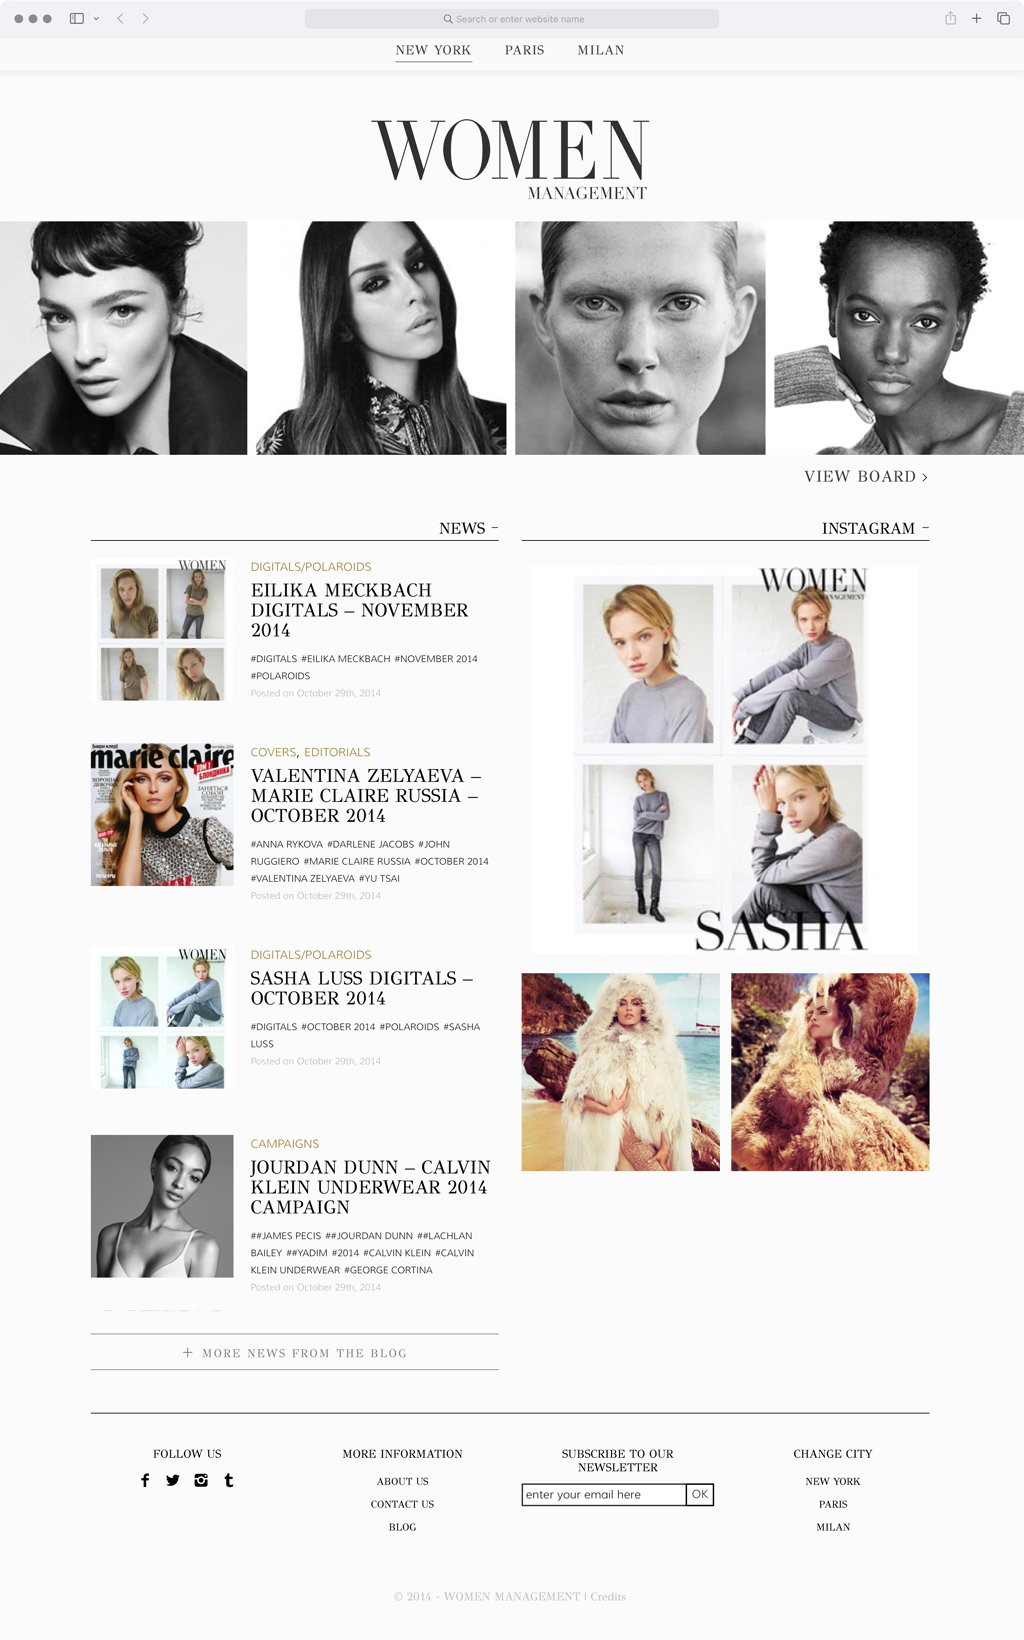 Search or enter website name
NEW YORK
PARIS
MILAN
WOMEN
MANAGEMENT
VIEW BOARD >
NEWS –
WOMEN
DIGITALS/POLAROIDS
EILIKA MECKBACH
DIGITALS – NOVEMBER
2014
#DIGITALS #EILIKA MECKBACH #NOVEMBER 2014
#POLAROIDS
Posted on October 29th, 2014
marie claire
ТОМ 1
БЛОНДИНКА
COVERS, EDITORIALS
VALENTINA ZELYAEVA –
MARIE CLAIRE RUSSIA –
OCTOBER 2014
#ANNA RYKOVA #DARLENE JACOBS #JOHN
RUGGIERO #MARIE CLAIRE RUSSIA #OCTOBER 2014
#VALENTINA ZELYAEVA #YU TSAI
Posted on October 29th, 2014
WOMEN
DIGITALS/POLAROIDS
SASHA LUSS DIGITALS –
OCTOBER 2014
#DIGITALS #OCTOBER 2014 #POLAROIDS #SASHA
LUSS
Posted on October 29th, 2014
CAMPAIGNS
JOURDAN DUNN – CALVIN
KLEIN UNDERWEAR 2014
CAMPAIGN
##JAMES PECIS ##JOURDAN DUNN ##LACHLAN
BAILEY ##YADIM #2014 #CALVIN KLEIN #CALVIN
KLEIN UNDERWEAR #GEORGE CORTINA
Posted on October 29th, 2014
+ MORE NEWS FROM THE BLOG
INSTAGRAM –
WOMEN
MANAGEMENT
SASHA
FOLLOW US
MORE INFORMATION
ABOUT US
CONTACT US
BLOG
SUBSCRIBE TO OUR
NEWSLETTER
enter your email here
OK
CHANGE CITY
NEW YORK
PARIS
MILAN
© 2014 - WOMEN MANAGEMENT | Credits